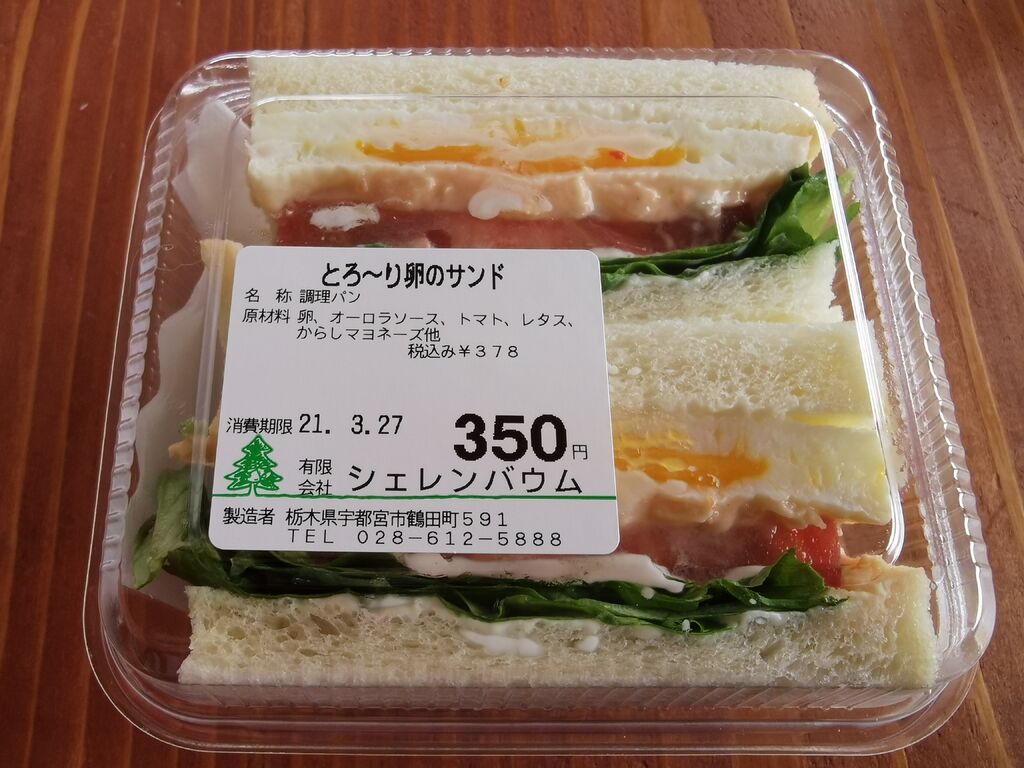 とろ〜り卵のサンド
名 称 調理パン
原材料 卵、オーロラソース、トマト、レタス、
からしマヨネーズ他
税込み¥378
消費期限 21. 3.27 350円
有限会社 シェレンバウム
製造者 栃木県宇都宮市鶴田町591
TEL 028-612-5888